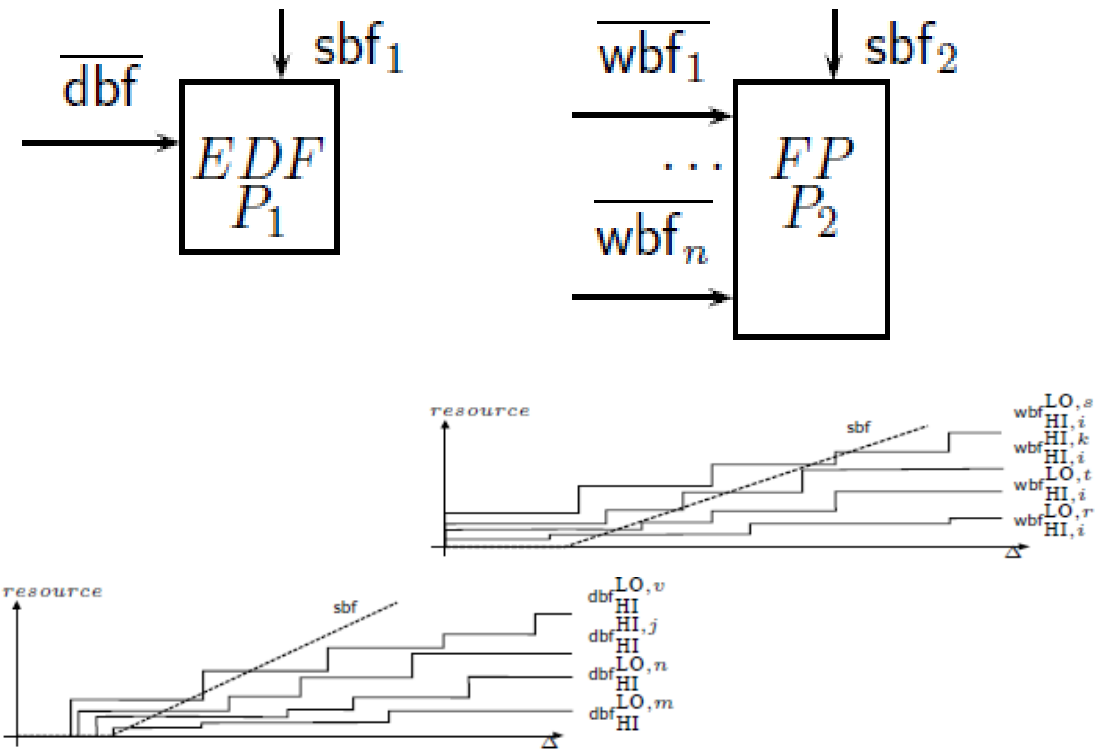 sbf₁
dbf
EDF
P₁
wbf₁
sbf₂
...
FP
P₂
wbfₙ
resource
sbf
wbf LO,s HI,i
wbf HI,k HI,i
wbf LO,t HI,i
wbf LO,r HI,i
Δ
resource
sbf
dbf LO,v HI
dbf HI,j HI
dbf LO,n HI
dbf LO,m HI
Δ